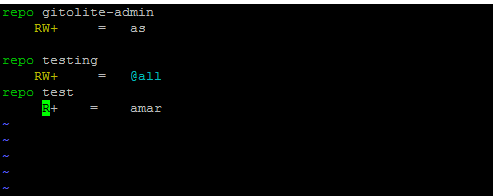 repo gitolite-admin
    RW+     =   as

repo testing
    RW+     =   @all
repo test
     R+    =    amar
~
~
~
~
~